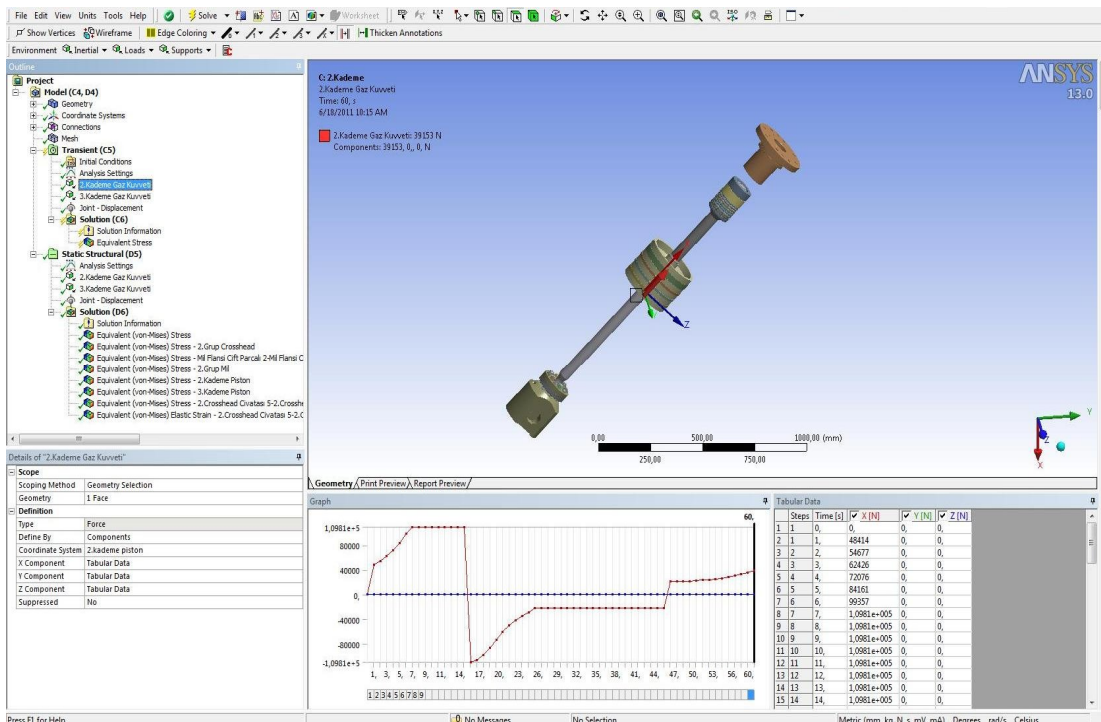 File Edit View Units Tools Help Solve Worksheet
Show Vertices Wireframe Edge Coloring Thicken Annotations
Environment Inertial Loads Supports
Outline
Project
Model (C4, D4)
Geometry
Coordinate Systems
Connections
Mesh
Transient (C5)
Initial Conditions
Analysis Settings
2.Kademe Gaz Kuvveti
3.Kademe Gaz Kuvveti
Joint - Displacement
Solution (C6)
Solution Information
Equivalent Stress
Static Structural (D5)
Analysis Settings
2.Kademe Gaz Kuvveti
3.Kademe Gaz Kuvveti
Joint - Displacement
Solution (D6)
Solution Information
Equivalent (von-Mises) Stress
Equivalent (von-Mises) Stress - 2.Grup Crosshead
Equivalent (von-Mises) Stress - Mil Flansi Cift Parcali 2-Mil Flansi C
Equivalent (von-Mises) Stress - 2.Grup Mil
Equivalent (von-Mises) Stress - 2.Kademe Piston
Equivalent (von-Mises) Stress - 3.Kademe Piston
Equivalent (von-Mises) Stress - 2.Crosshead Civatası 5-2.Crosshe
Equivalent (von-Mises) Elastic Strain - 2.Crosshead Civatası 5-2.C
C: 2.Kademe
2.Kademe Gaz Kuvveti
Time: 60, s
6/18/2011 10:15 AM
2.Kademe Gaz Kuvveti: 39153 N
Components: 39153, 0,, 0, N
ANSYS
13.0
Z
Y
Z
X
0,00 500,00 1000,00 (mm)
250,00 750,00
Geometry Print Preview Report Preview
Details of "2.Kademe Gaz Kuvveti"
Scope
Scoping Method Geometry Selection
Geometry 1 Face
Definition
Type Force
Define By Components
Coordinate System 2.kademe piston
X Component Tabular Data
Y Component Tabular Data
Z Component Tabular Data
Suppressed No
Graph
60,
1,0981e+5
80000
40000
0,
-40000
-80000
-1,0981e+5
1, 3, 5, 7, 9, 11, 14, 17, 20, 23, 26, 29, 32, 35, 38, 41, 44, 47, 50, 53, 56, 60,
1 2 3 4 5 6 7 8 9
Tabular Data
Steps Time [s] X [N] Y [N] Z [N]
1 1 0, 0, 0, 0,
2 1 1, 48414 0, 0,
3 2 2, 54677 0, 0,
4 3 3, 62426 0, 0,
5 4 4, 72076 0, 0,
6 5 5, 84161 0, 0,
7 6 6, 99357 0, 0,
8 7 7, 1,0981e+005 0, 0,
9 8 8, 1,0981e+005 0, 0,
10 9 9, 1,0981e+005 0, 0,
11 10 10, 1,0981e+005 0, 0,
12 11 11, 1,0981e+005 0, 0,
13 12 12, 1,0981e+005 0, 0,
14 13 13, 1,0981e+005 0, 0,
15 14 14, 1,0981e+005 0, 0,
Press F1 for Help No Messages No Selection Metric (mm, kg, N, s, mV, mA) Degrees rad/s Celsius